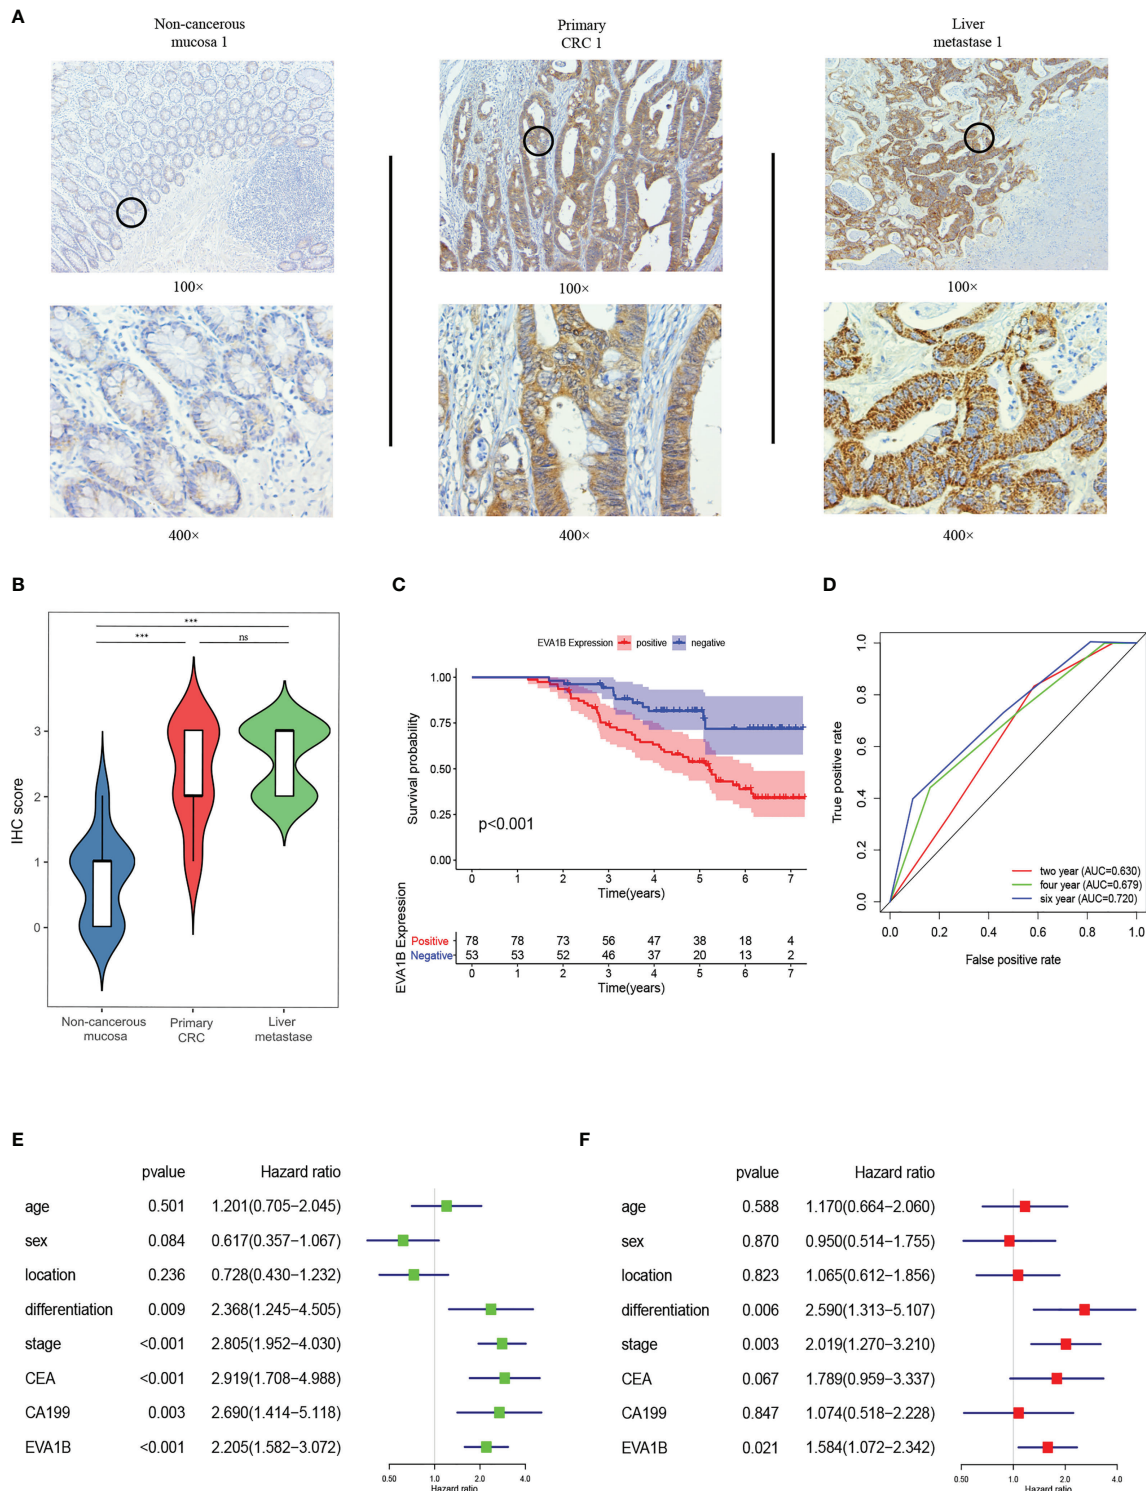 A
Non-cancerous
mucosa 1
Primary
CRC 1
Liver
metastase 1
100×
100×
100×
400×
400×
400×
B
***
***
ns
IHC score
3
2
1
0
Non-cancerous
mucosa
Primary
CRC
Liver
metastase
C
EVA1B Expression positive negative
Survival probability
1.00
0.75
0.50
0.25
0.00
p<0.001
0 1 2 3 4 5 6 7
Time(years)
EVA1B Expression
Positive 78 78 73 56 47 38 18 4
Negative 53 53 52 46 37 20 13 2
0 1 2 3 4 5 6 7
Time(years)
D
True positive rate
1.0
0.8
0.6
0.4
0.2
0.0
two year (AUC=0.630)
four year (AUC=0.679)
six year (AUC=0.720)
0.0 0.2 0.4 0.6 0.8 1.0
False positive rate
E
pvalue Hazard ratio
age 0.501 1.201(0.705−2.045)
sex 0.084 0.617(0.357−1.067)
location 0.236 0.728(0.430−1.232)
differentiation 0.009 2.368(1.245−4.505)
stage <0.001 2.805(1.952−4.030)
CEA <0.001 2.919(1.708−4.988)
CA199 0.003 2.690(1.414−5.118)
EVA1B <0.001 2.205(1.582−3.072)
0.50 1.0 2.0 4.0
Hazard ratio
F
pvalue Hazard ratio
age 0.588 1.170(0.664−2.060)
sex 0.870 0.950(0.514−1.755)
location 0.823 1.065(0.612−1.856)
differentiation 0.006 2.590(1.313−5.107)
stage 0.003 2.019(1.270−3.210)
CEA 0.067 1.789(0.959−3.337)
CA199 0.847 1.074(0.518−2.228)
EVA1B 0.021 1.584(1.072−2.342)
0.50 1.0 2.0 4.0
Hazard ratio